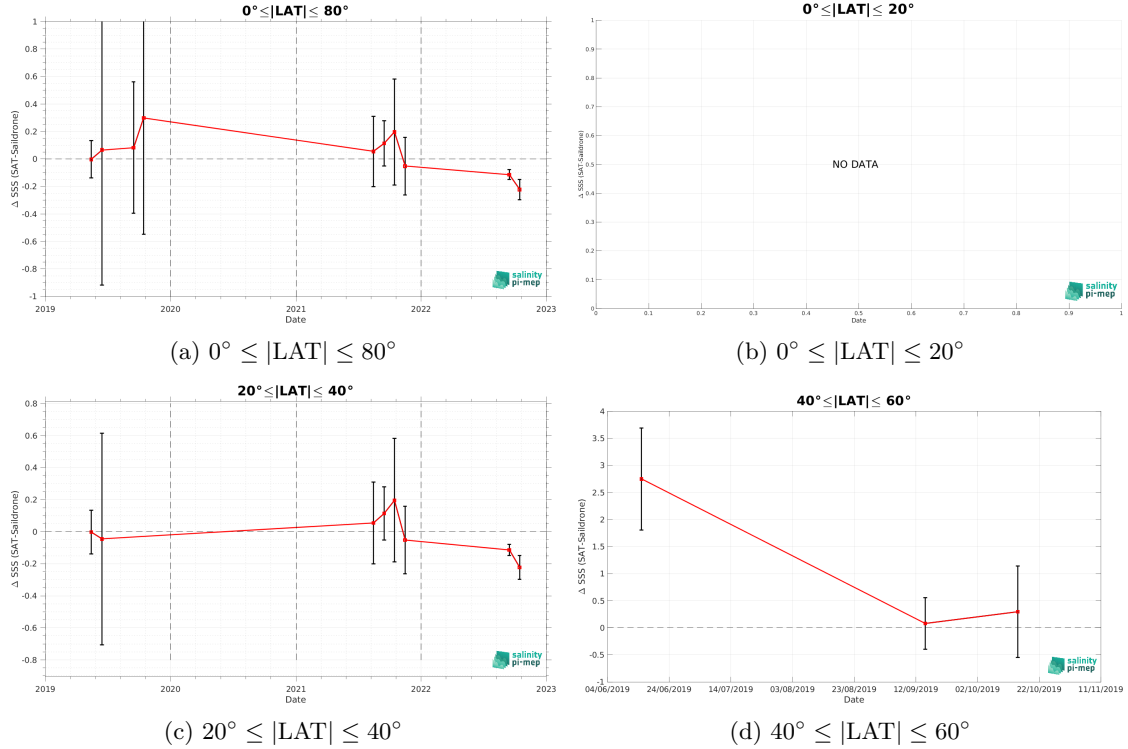 0°≤|LAT|≤ 80°
1
0.8
0.6
0.4
0.2
0
-0.2
-0.4
-0.6
-0.8
-1
Δ SSS (SAT-Saildrone)
2019
2020
2021
2022
2023
Date
salinity
pi-mep
(a) 0° ≤ |LAT| ≤ 80°
0°≤|LAT|≤ 20°
1
0.9
0.8
0.7
0.6
0.5
0.4
0.3
0.2
0.1
0
Δ SSS (SAT-Saildrone)
NO DATA
0
0.1
0.2
0.3
0.4
0.5
0.6
0.7
0.8
0.9
1
Date
salinity
pi-mep
(b) 0° ≤ |LAT| ≤ 20°
20°≤|LAT|≤ 40°
0.8
0.6
0.4
0.2
0
-0.2
-0.4
-0.6
-0.8
Δ SSS (SAT-Saildrone)
2019
2020
2021
2022
2023
Date
salinity
pi-mep
(c) 20° ≤ |LAT| ≤ 40°
40°≤|LAT|≤ 60°
4
3.5
3
2.5
2
1.5
1
0.5
0
-0.5
-1
Δ SSS (SAT-Saildrone)
04/06/2019
24/06/2019
14/07/2019
03/08/2019
23/08/2019
12/09/2019
02/10/2019
22/10/2019
11/11/2019
Date
salinity
pi-mep
(d) 40° ≤ |LAT| ≤ 60°